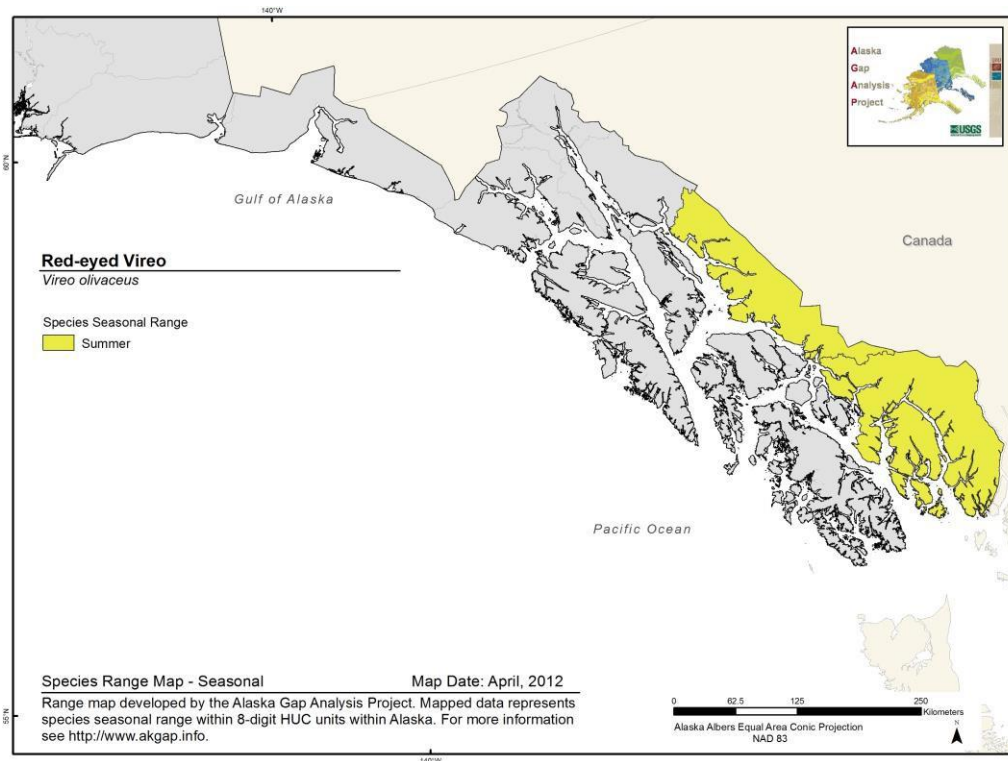 140°W
Alaska
Gap
Analysis
Project
USGS
60°N
Gulf of Alaska
Canada
Red-eyed Vireo
Vireo olivaceus
Species Seasonal Range
Summer
Pacific Ocean
Species Range Map - Seasonal Map Date: April, 2012
Range map developed by the Alaska Gap Analysis Project. Mapped data represents
species seasonal range within 8-digit HUC units within Alaska. For more information
see http://www.akgap.info.
0 62.5 125 250
Kilometers
Alaska Albers Equal Area Conic Projection
NAD 83
N
55°N
140°W